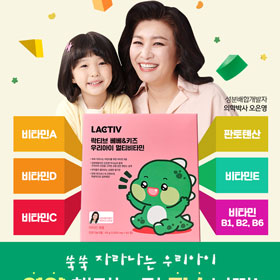 성분배합개발자
의학박사 오은영
비타민A
비타민D
비타민C
LACTIV
락티브 베베&키즈
우리아이 멀티비타민
판토텐산
비타민E
비타민
B1, B2, B6
쑥쑥 자라나는 우리아이